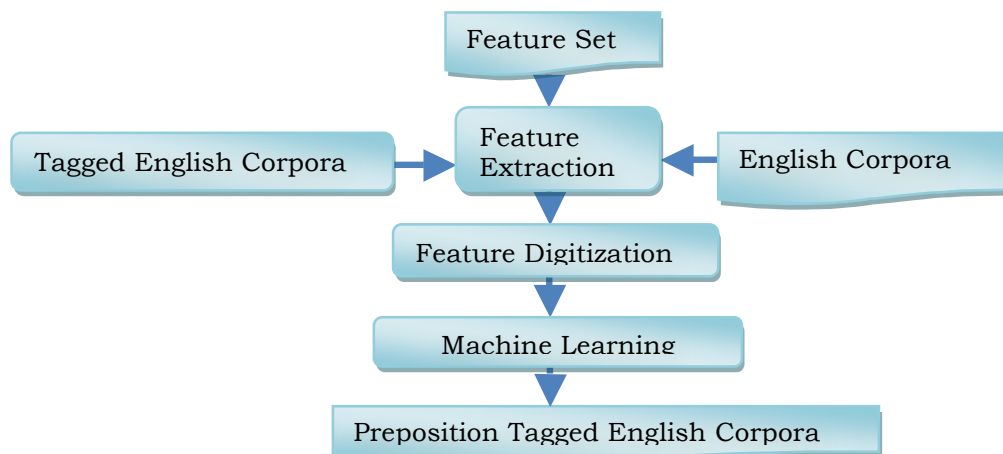 Feature Set
Tagged English Corpora
Feature
Extraction
English Corpora
Feature Digitization
Machine Learning
Preposition Tagged English Corpora